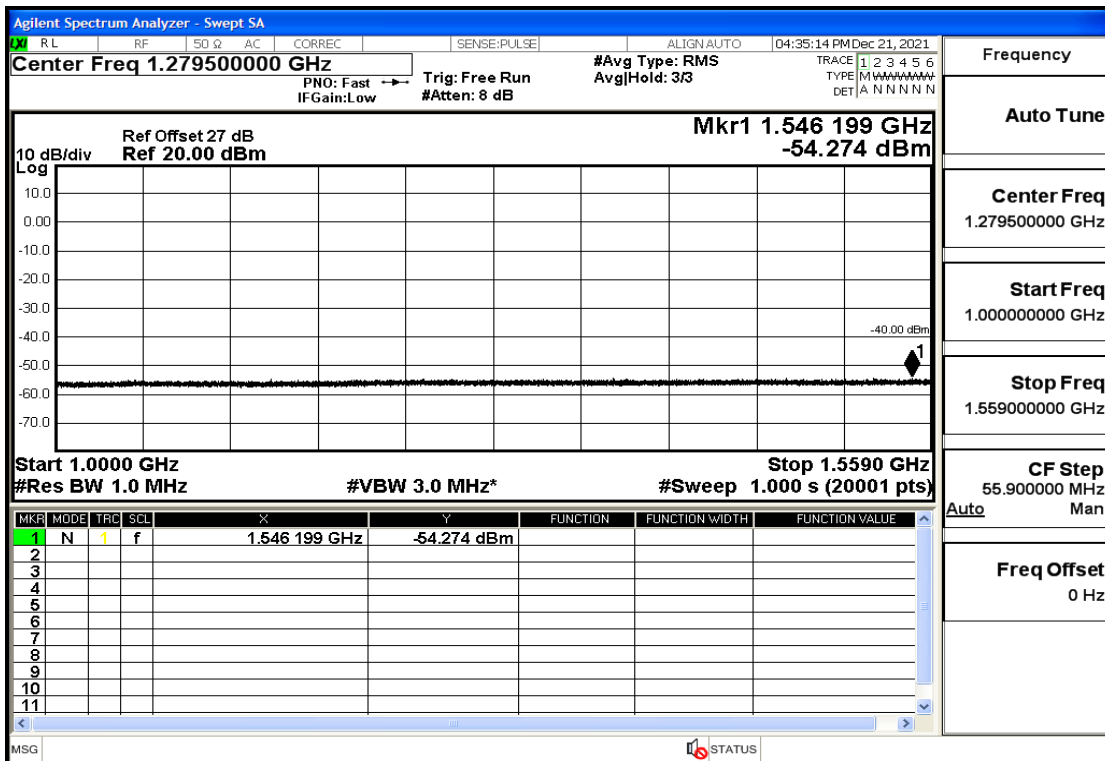 Agilent Spectrum Analyzer - Swept SA
LXI RL RF 50 Ω AC CORREC SENSE:PULSE ALIGN AUTO 04:35:14 PM Dec 21, 2021
Center Freq 1.279500000 GHz
PNO: Fast
IFGain:Low
Trig: Free Run
#Atten: 8 dB
#Avg Type: RMS
Avg|Hold: 3/3
TRACE 1 2 3 4 5 6
TYPE M WWWWW
DET A N N N N N
Ref Offset 27 dB
10 dB/div Ref 20.00 dBm
Log
Mkr1 1.546 199 GHz
-54.274 dBm
10.0
0.00
-10.0
-20.0
-30.0
-40.0
-50.0
-60.0
-70.0
-40.00 dBm
1
Start 1.0000 GHz Stop 1.5590 GHz
#Res BW 1.0 MHz #VBW 3.0 MHz* #Sweep 1.000 s (20001 pts)
MKR MODE TRC SCL X Y FUNCTION FUNCTION WIDTH FUNCTION VALUE
1 N 1 f 1.546 199 GHz -54.274 dBm
2
3
4
5
6
7
8
9
10
11
MSG STATUS
Frequency
Auto Tune
Center Freq
1.279500000 GHz
Start Freq
1.000000000 GHz
Stop Freq
1.559000000 GHz
CF Step
55.900000 MHz
Auto Man
Freq Offset
0 Hz